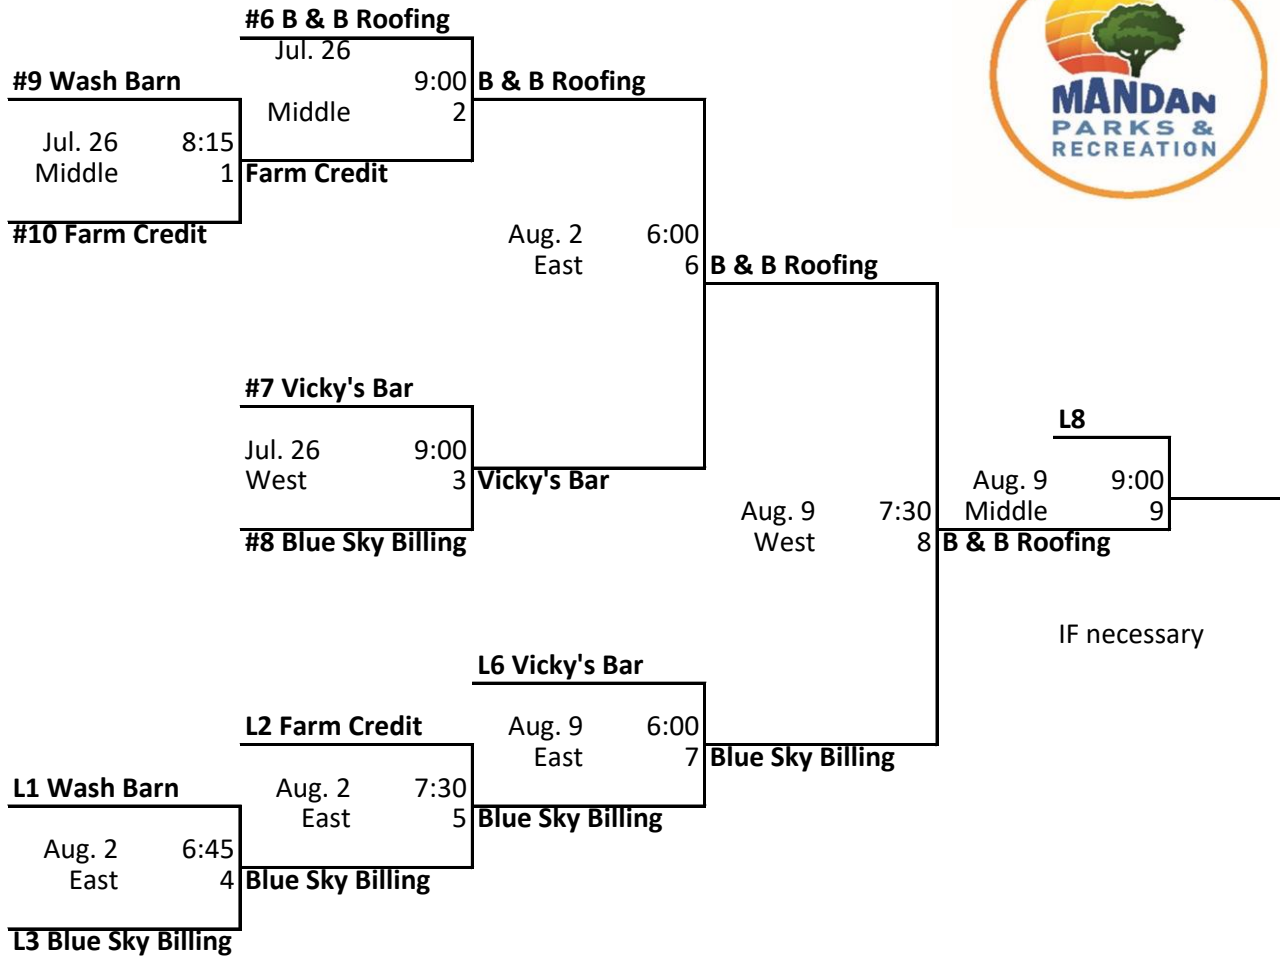 #6 B & B Roofing
Jul. 26
#9 Wash Barn
9:00 B & B Roofing
Middle 2
MANDAN
PARKS &
RECREATION
Jul. 26 8:15
Middle 1 Farm Credit
#10 Farm Credit
Aug. 2 6:00
East 6 B & B Roofing
#7 Vicky's Bar
L8
Jul. 26 9:00
West 3 Vicky's Bar
Aug. 9 9:00
Middle 9
Aug. 9 7:30
West 8 B & B Roofing
#8 Blue Sky Billing
IF necessary
L6 Vicky's Bar
L2 Farm Credit
Aug. 9 6:00
East 7 Blue Sky Billing
L1 Wash Barn
Aug. 2 7:30
East 5 Blue Sky Billing
Aug. 2 6:45
East 4 Blue Sky Billing
L3 Blue Sky Billing